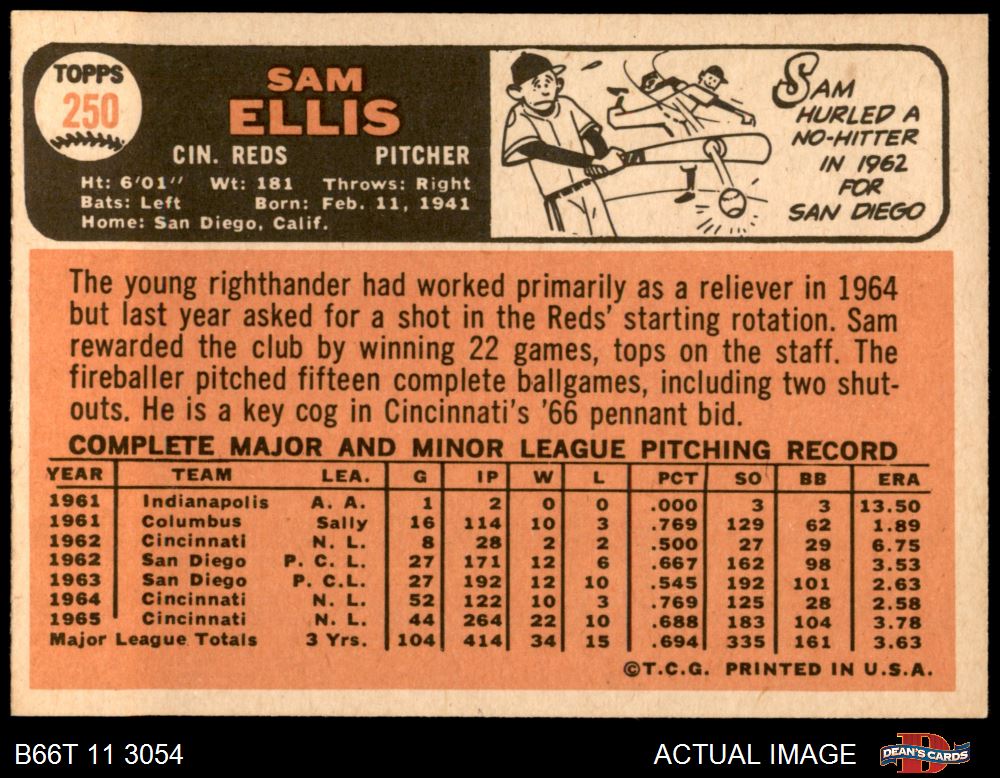 TOPPS
250
SAM
ELLIS
CIN. REDS PITCHER
Ht: 6'01" Wt: 181 Throws: Right
Bats: Left Born: Feb. 11, 1941
Home: San Diego, Calif.
SAM
HURLED A
NO-HITTER
IN 1962
FOR
SAN DIEGO
The young righthander had worked primarily as a reliever in 1964
but last year asked for a shot in the Reds' starting rotation. Sam
rewarded the club by winning 22 games, tops on the staff. The
fireballer pitched fifteen complete ballgames, including two shut-
outs. He is a key cog in Cincinnati's '66 pennant bid.
COMPLETE MAJOR AND MINOR LEAGUE PITCHING RECORD
YEAR TEAM LEA. G IP W L PCT SO BB ERA
1961 Indianapolis A. A. 1 2 0 0 .000 3 3 13.50
1961 Columbus Sally 16 114 10 3 .769 129 62 1.89
1962 Cincinnati N. L. 8 28 2 2 .500 27 29 6.75
1962 San Diego P. C. L. 27 171 12 6 .667 162 98 3.53
1963 San Diego P. C.L. 27 192 12 10 .545 192 101 2.63
1964 Cincinnati N. L. 52 122 10 3 .769 125 28 2.58
1965 Cincinnati N. L. 44 264 22 10 .688 183 104 3.78
Major League Totals 3 Yrs. 104 414 34 15 .694 335 161 3.63
©T.C.G. PRINTED IN U.S.A.
B66T 11 3054 ACTUAL IMAGE DEAN'S CARDS